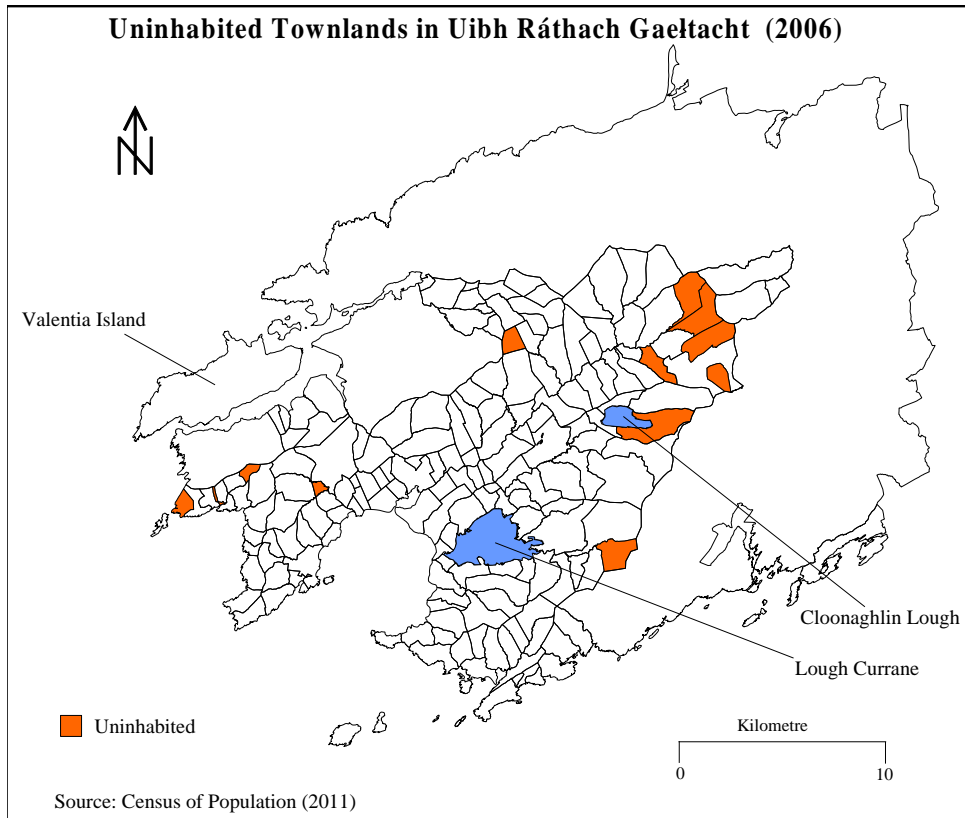 Uninhabited Townlands in Uibh Ráthach Gaełtacht (2006)
N
Valentia Island
Cloonaghlin Lough
Lough Currane
Uninhabited
Kilometre
0 10
Source: Census of Population (2011)